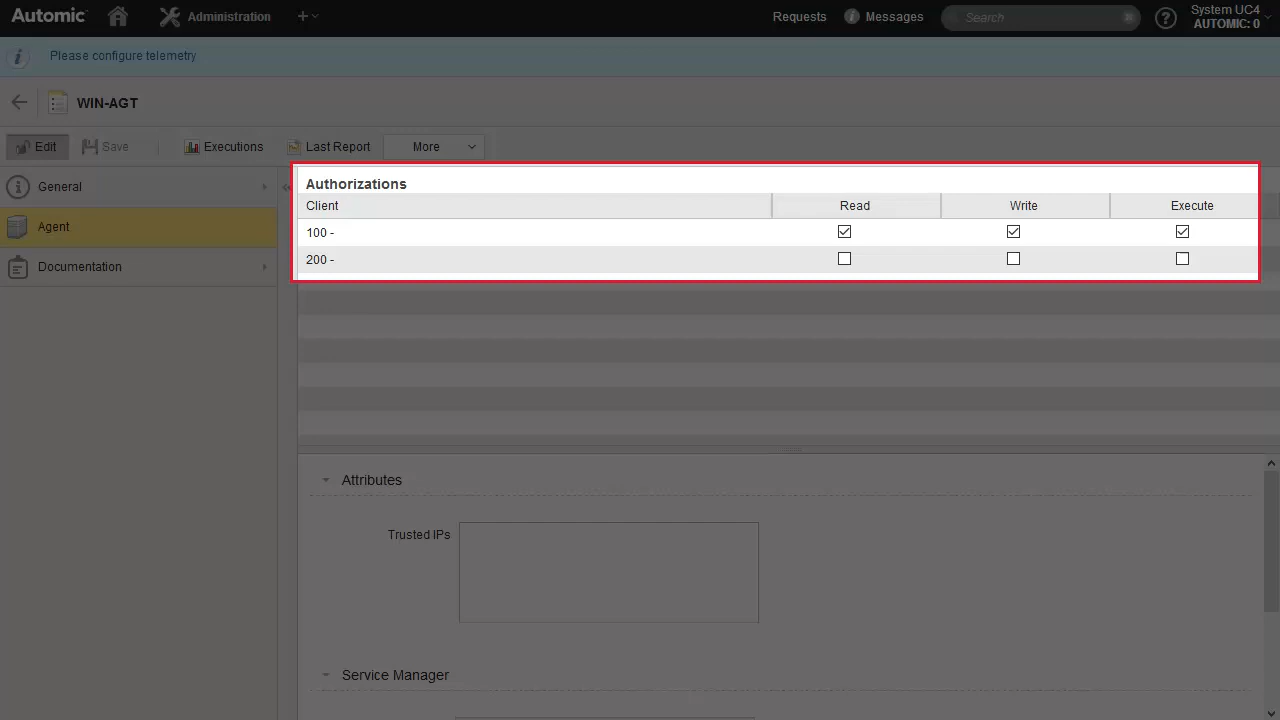 Automic Administration + Requests i Messages Search ? System UC4
AUTOMIC: 0
i Please configure telemetry
WIN-AGT
Edit Save Executions Last Report More
General
Agent
Documentation
Authorizations
Client Read Write Execute
100 -
200 -
Attributes
Trusted IPs
Service Manager